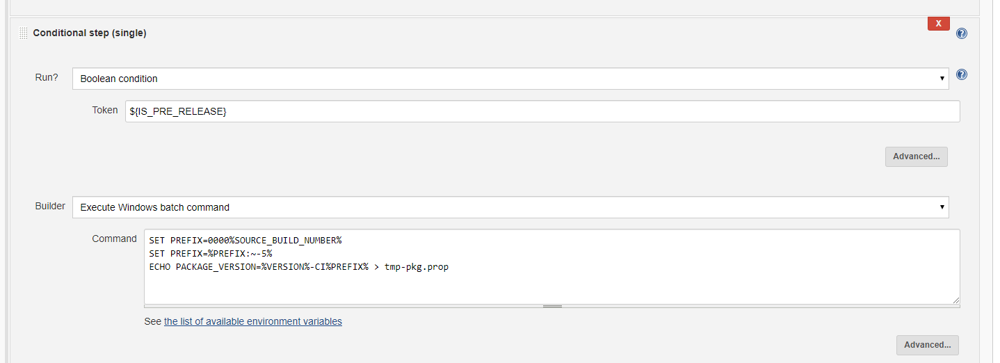 Conditional step (single)
X
?
Run?
Boolean condition
?
Token
${IS_PRE_RELEASE}
Advanced...
Builder
Execute Windows batch command
Command
SET PREFIX=0000%SOURCE_BUILD_NUMBER%
SET PREFIX=%PREFIX:~-5%
ECHO PACKAGE_VERSION=%VERSION%-CI%PREFIX% > tmp-pkg.prop
See the list of available environment variables
Advanced...